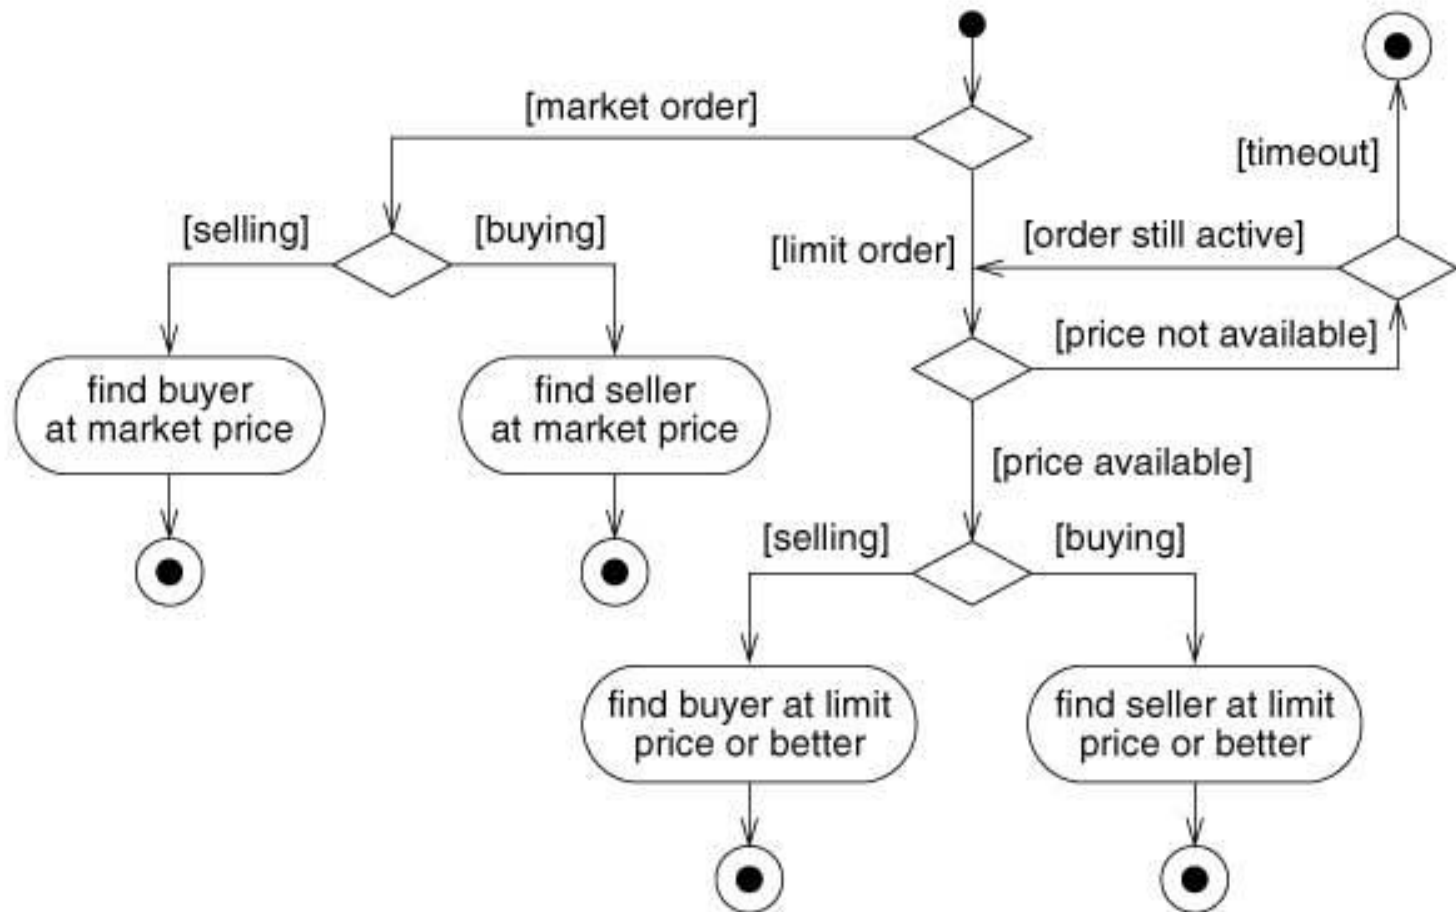 [market order]
[timeout]
[selling]
[buying]
[limit order]
[order still active]
[price not available]
find buyer
at market price
find seller
at market price
[price available]
[selling]
[buying]
find buyer at limit
price or better
find seller at limit
price or better